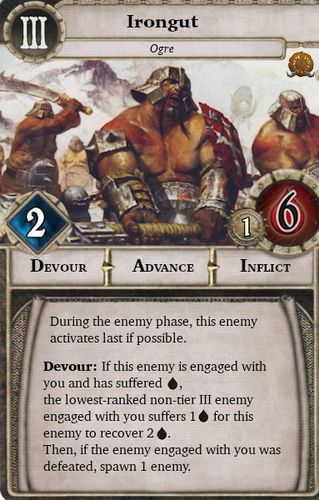 III
Irongut
Ogre
2
1
6
DEVOUR
ADVANCE
INFLICT
During the enemy phase, this enemy
activates last if possible.
Devour: If this enemy is engaged with
you and has suffered ,
the lowest-ranked non-tier III enemy
engaged with you suffers 1 for this
enemy to recover 2.
Then, if the enemy engaged with you was
defeated, spawn 1 enemy.